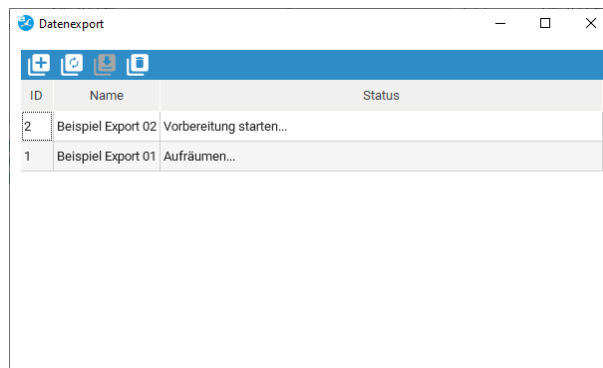 Datenexport
ID Name Status
2 Beispiel Export 02 Vorbereitung starten...
1 Beispiel Export 01 Aufräumen...